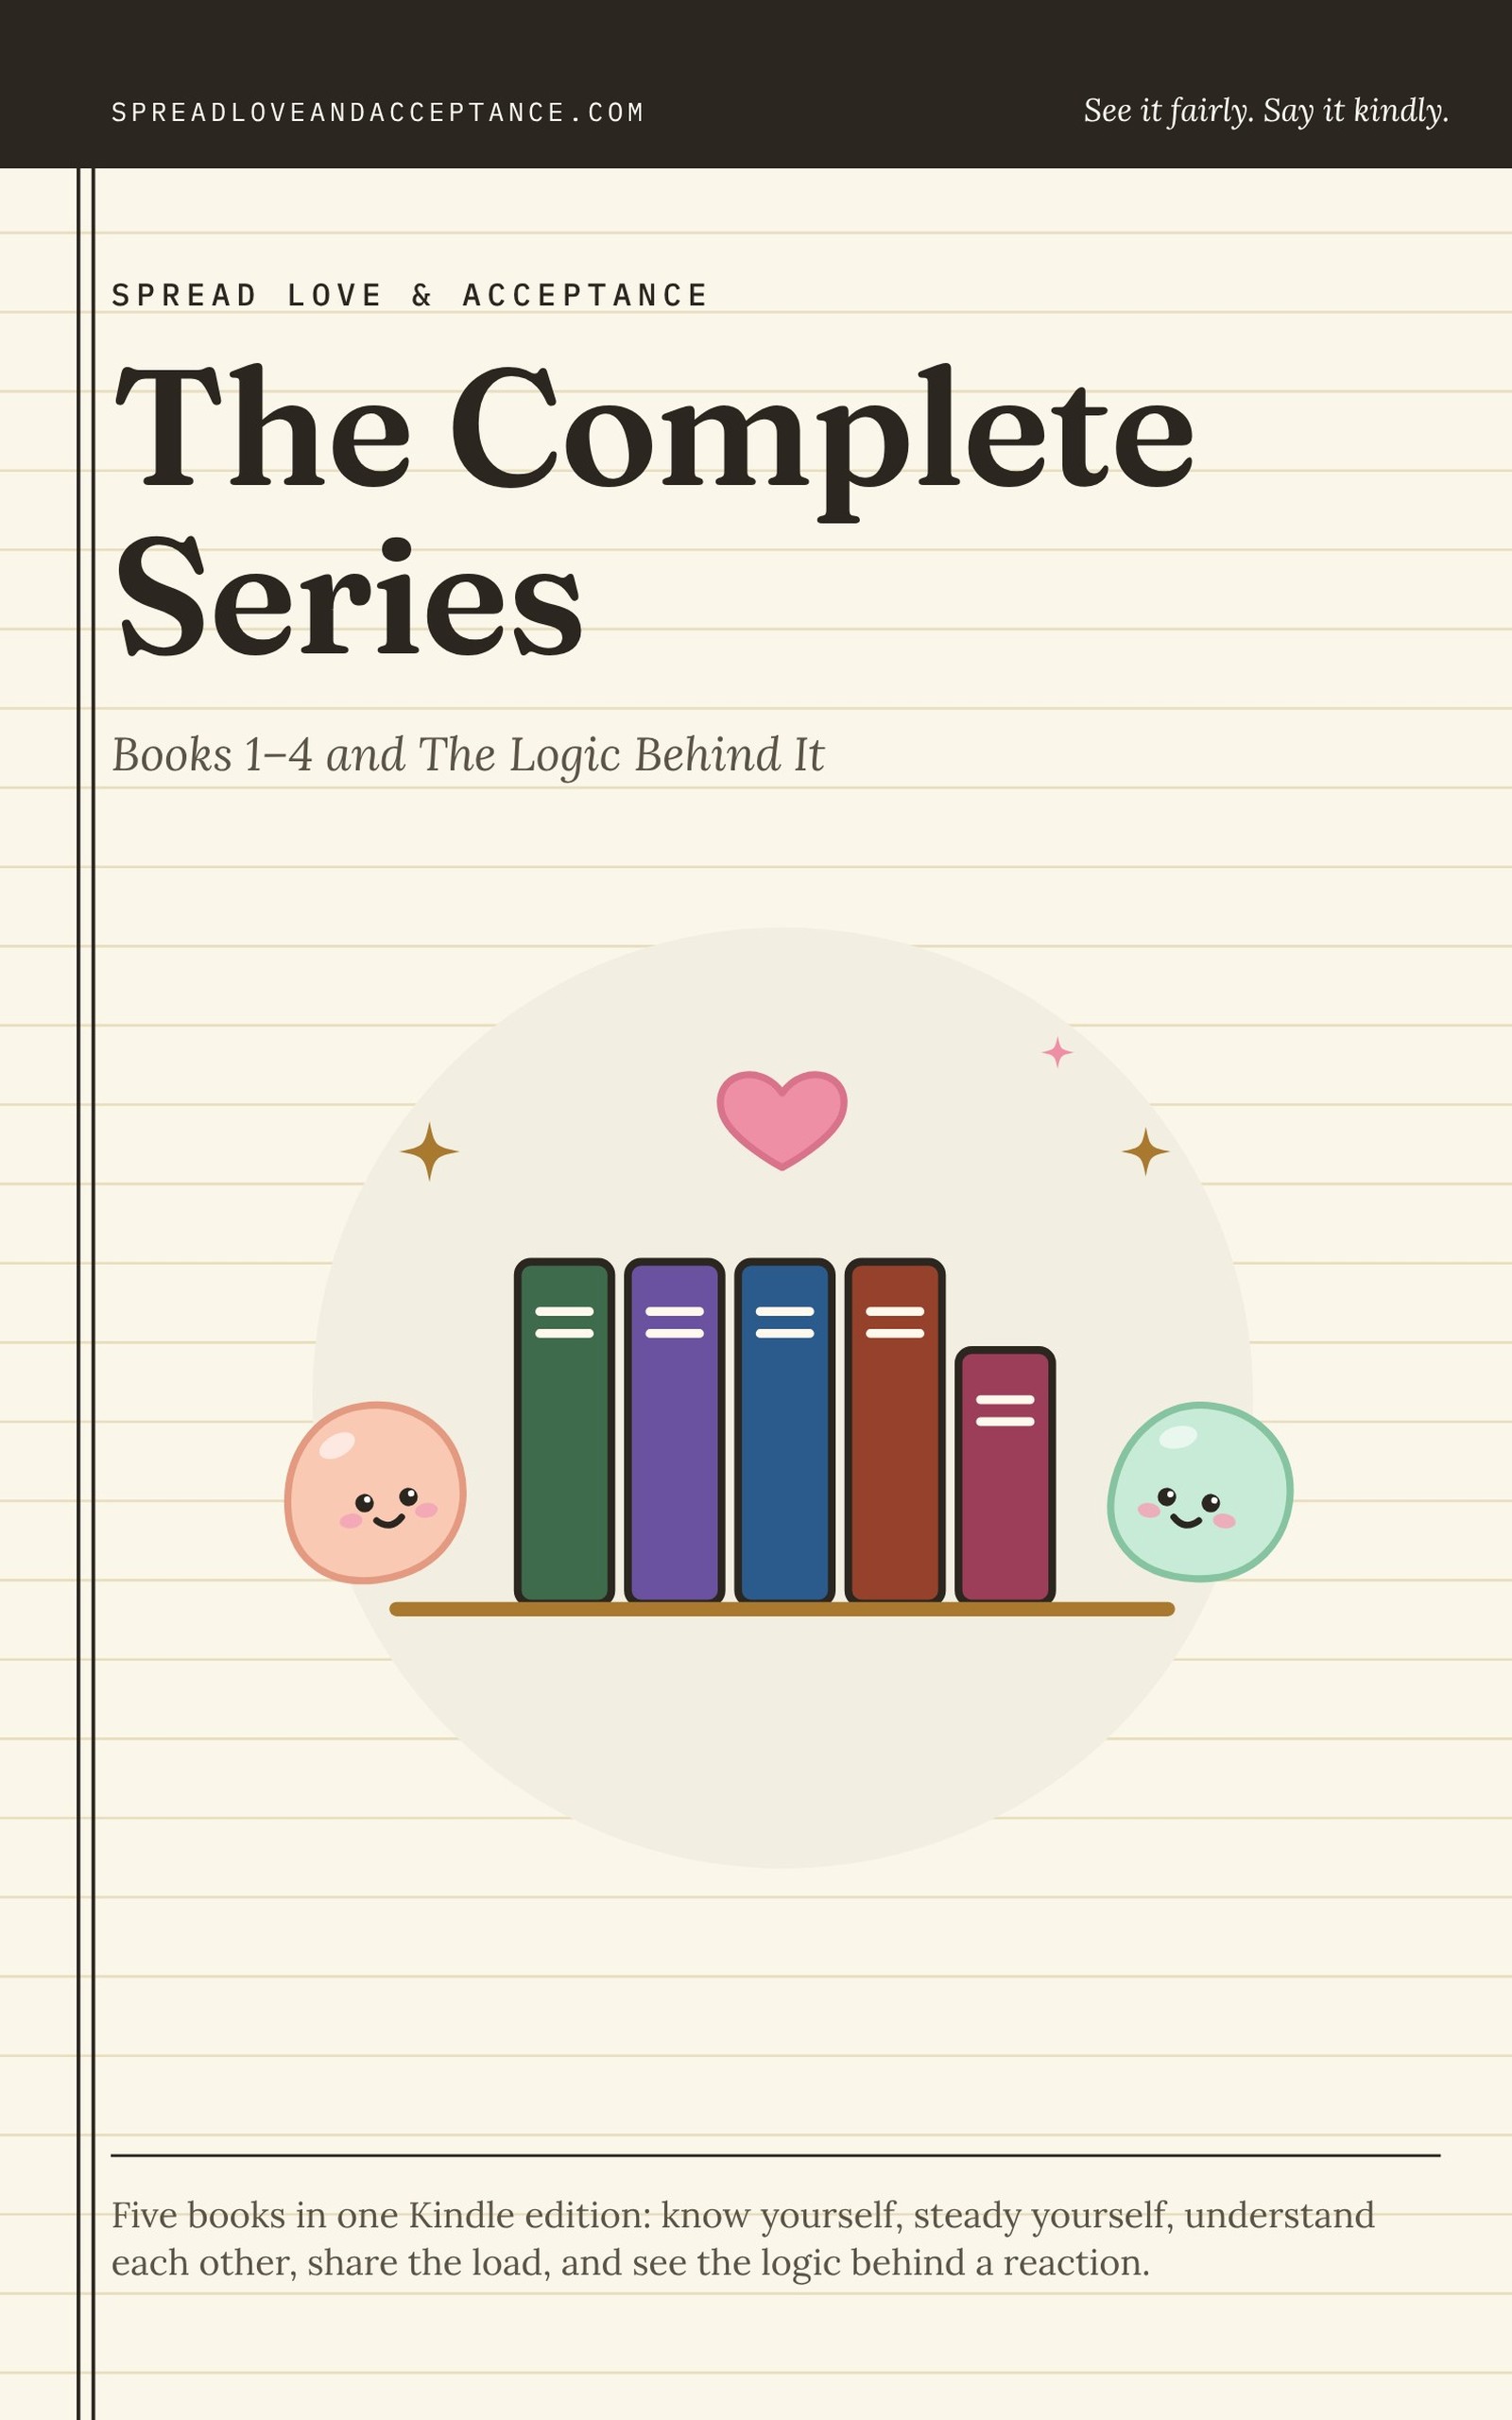 SPREADLOVEANDACCEPTANCE.COM
See it fairly. Say it kindly.
SPREAD LOVE & ACCEPTANCE
The Complete
Series
Books 1–4 and The Logic Behind It
Five books in one Kindle edition: know yourself, steady yourself, understand
each other, share the load, and see the logic behind a reaction.